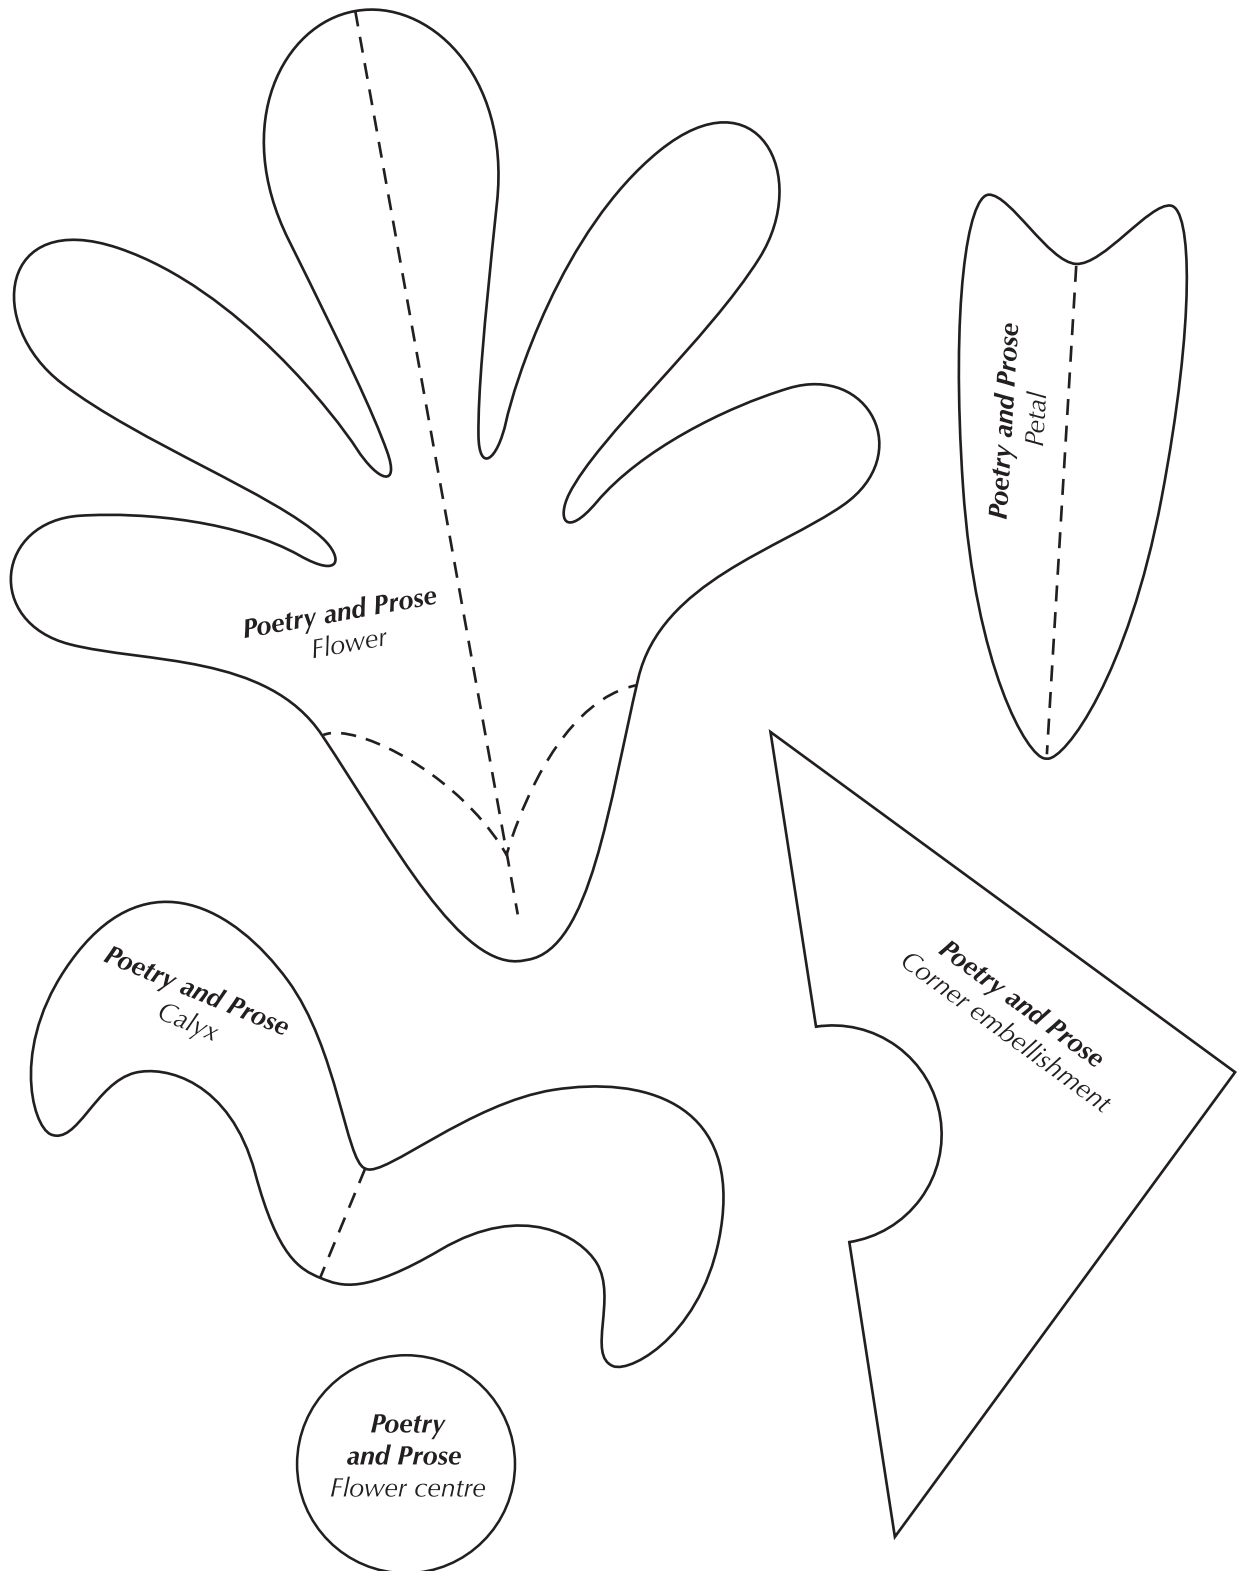 Poetry and Prose
Petal
Poetry and Prose
Flower
Poetry and Prose
Corner embellishment
Poetry and Prose
Calyx
Poetry
and Prose
Flower centre